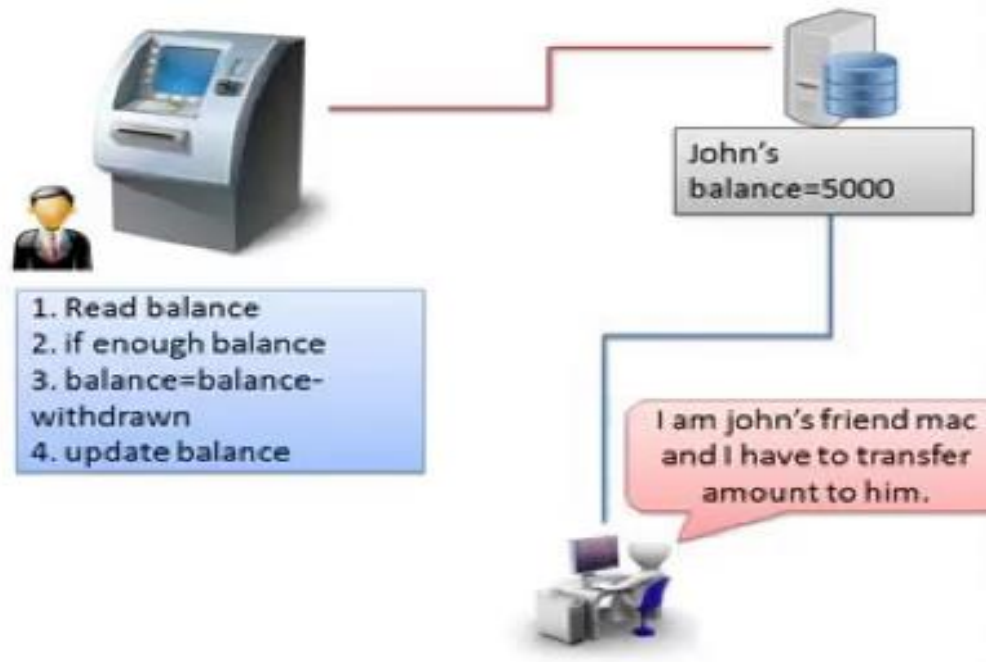 John's
balance=5000
1. Read balance
2. if enough balance
3. balance=balance-
withdrawn
4. update balance
I am john's friend mac
and I have to transfer
amount to him.